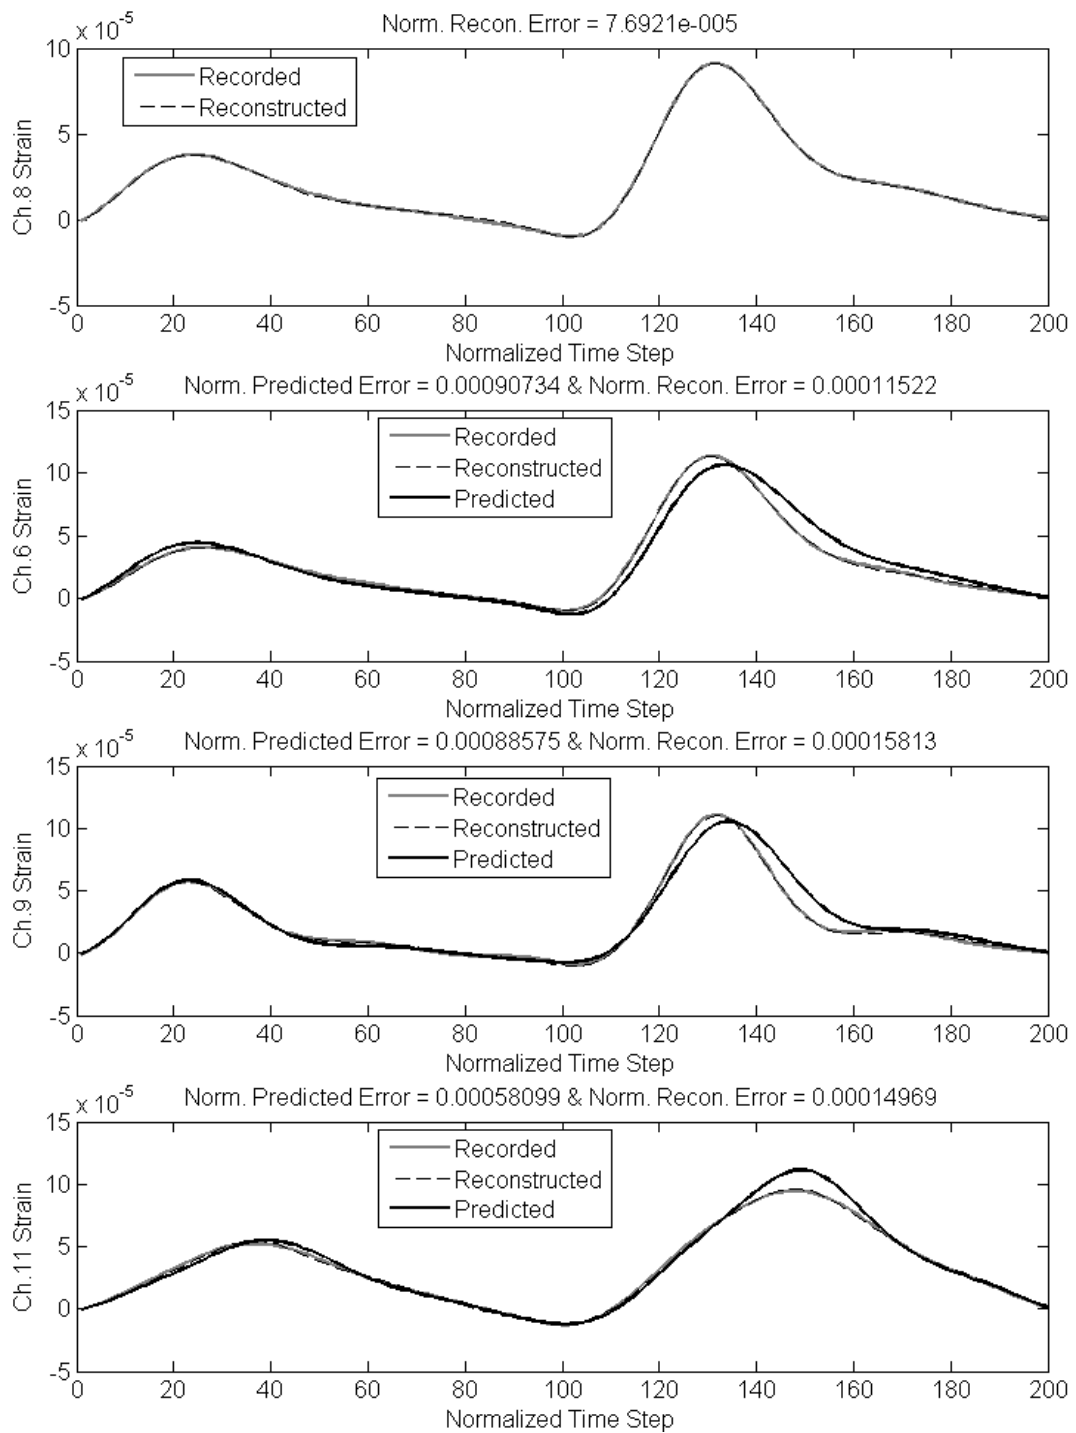 Norm. Recon. Error = 7.6921e-005
x 10^-5
10
5
0
-5
Ch.8 Strain
Recorded
Reconstructed
0 20 40 60 80 100 120 140 160 180 200
Normalized Time Step
Norm. Predicted Error = 0.00090734 & Norm. Recon. Error = 0.00011522
x 10^-5
15
10
5
0
-5
Ch.6 Strain
Recorded
Reconstructed
Predicted
0 20 40 60 80 100 120 140 160 180 200
Normalized Time Step
Norm. Predicted Error = 0.00088575 & Norm. Recon. Error = 0.00015813
x 10^-5
15
10
5
0
-5
Ch.9 Strain
Recorded
Reconstructed
Predicted
0 20 40 60 80 100 120 140 160 180 200
Normalized Time Step
Norm. Predicted Error = 0.00058099 & Norm. Recon. Error = 0.00014969
x 10^-5
15
10
5
0
-5
Ch.11 Strain
Recorded
Reconstructed
Predicted
0 20 40 60 80 100 120 140 160 180 200
Normalized Time Step